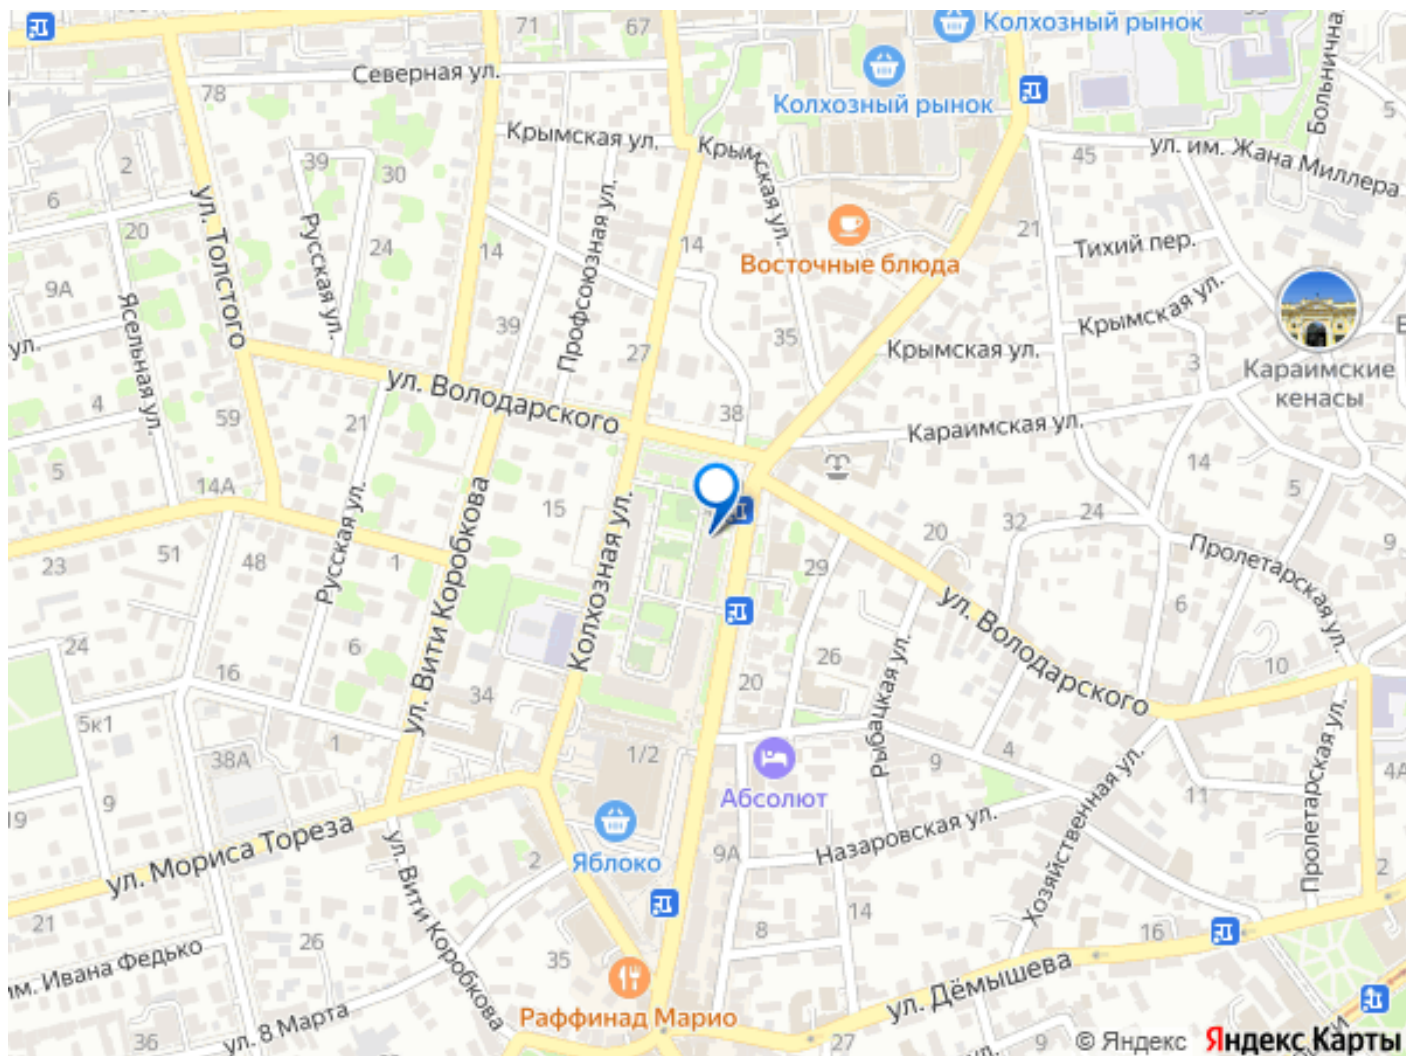 71
67
Колхозный рынок
Северная ул.
78
Колхозный рынок
Больнична
5
Крымская ул.
Крымская ул.
45
ул. им. Жана Миллера
2
39
30
6
ул. Толстого
20
Русская ул.
24
14
Профсоюзная ул.
14
21
Тихий пер.
Восточные блюда
9А
Ясельная ул.
39
35
Крымская ул.
ул.
27
Крымская ул.
3
Караимские
кенасы
4
59
21
ул. Володарского
38
Караимская ул.
5
14А
Русская ул.
15
14
5
23
51
48
1
ул. Вити Коробкова
Колхозная ул.
29
20
32
24
Пролетарская ул.
9
24
6
6
16
34
20
26
Рыбацкая ул.
ул. Володарского
10
5к1
1
38А
1/2
9
4
4А
Абсолют
Хозяйственная ул.
11
Пролетарская ул.
19
9
ул. Мориса Тореза
Яблоко
2
9А
Назаровская ул.
2
21
ул. Вити Коробкова
14
26
8
16
им. Ивана Федько
35
ул. Дёмышева
36
ул. 8 Марта
Раффинад Марио
27
9
© Яндекс
Яндекс Карты